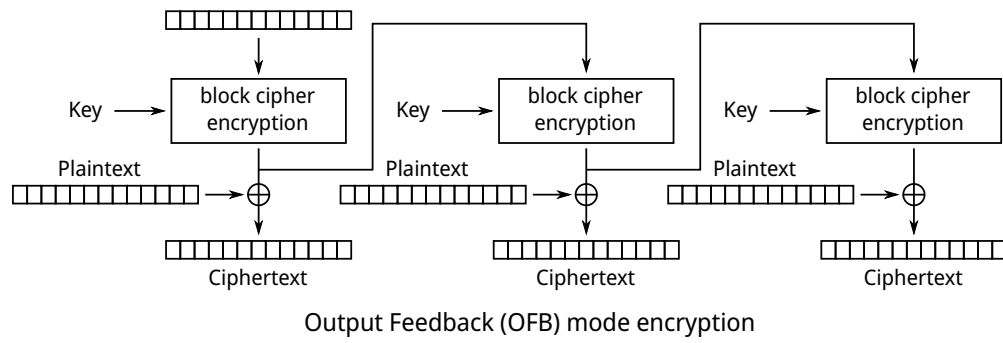 Key
block cipher
encryption
Key
block cipher
encryption
Key
block cipher
encryption
Plaintext
Plaintext
Plaintext
Ciphertext
Ciphertext
Ciphertext
Output Feedback (OFB) mode encryption